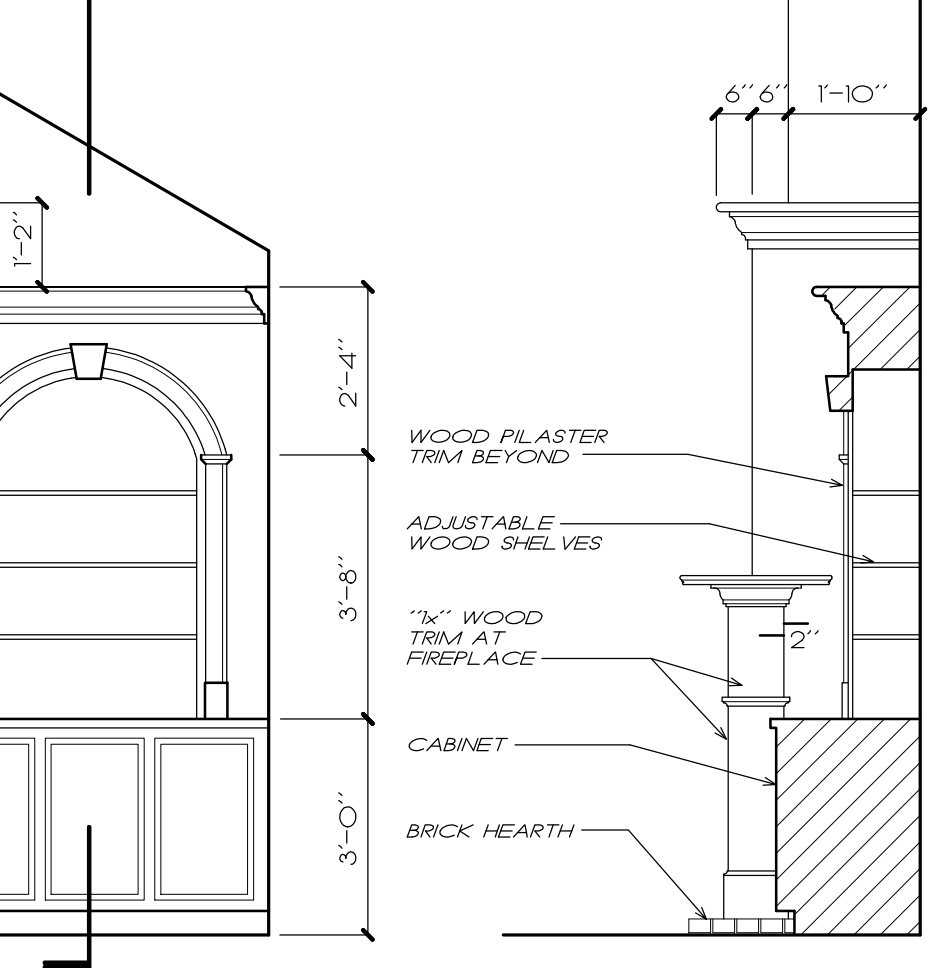 6″ 6″ 1′-10″
1′-2″
2′-4″
WOOD PILASTER
TRIM BEYOND
ADJUSTABLE
WOOD SHELVES
3′-8″
″1x″ WOOD
TRIM AT
FIREPLACE
2″
CABINET
3′-0″
BRICK HEARTH